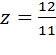 z = 12/11